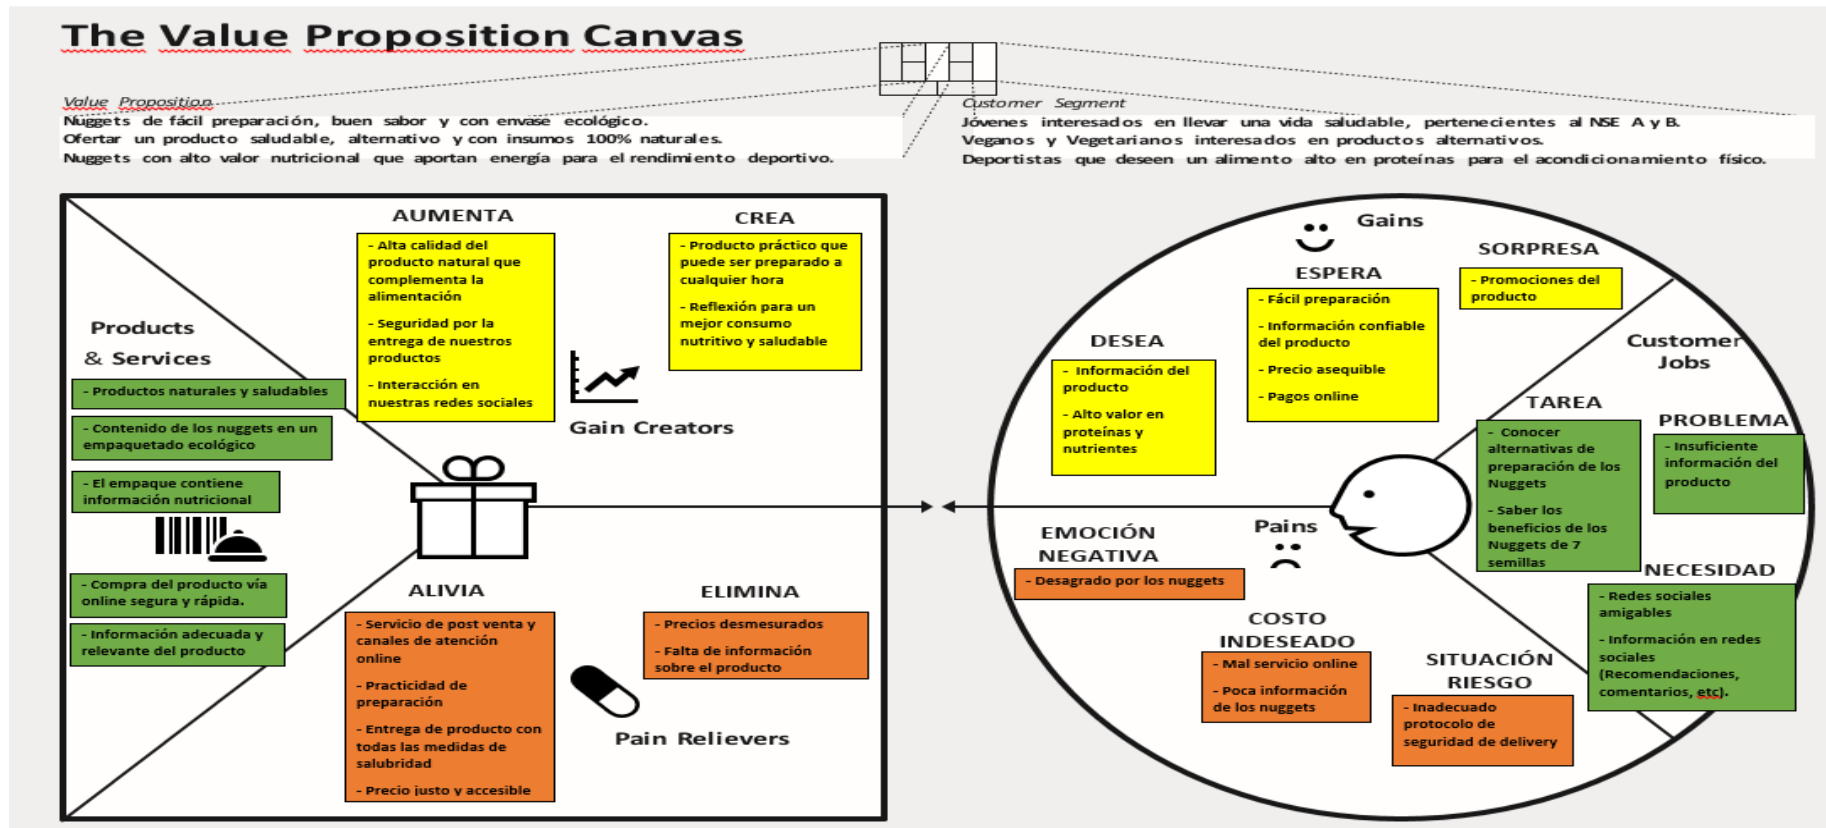 The Value Proposition Canvas
Value Proposition
Nuggets de fácil preparación, buen sabor y con envase ecológico.
Ofertar un producto saludable, alternativo y con insumos 100% naturales.
Nuggets con alto valor nutricional que aportan energía para el rendimiento deportivo.
Customer Segment
Jóvenes interesados en llevar una vida saludable, pertenecientes al NSE A y B.
Veganos y Vegetarianos interesados en productos alternativos.
Deportistas que deseen un alimento alto en proteínas para el acondicionamiento físico.
Products
& Services
- Productos naturales y saludables
- Contenido de los nuggets en un
empaquetado ecológico
- El empaque contiene
información nutricional
- Compra del producto vía
online segura y rápida.
- Información adecuada y
relevante del producto
AUMENTA
- Alta calidad del
producto natural que
complementa la
alimentación
- Seguridad por la
entrega de nuestros
productos
- Interacción en
nuestras redes sociales
CREA
- Producto práctico que
puede ser preparado a
cualquier hora
- Reflexión para un
mejor consumo
nutritivo y saludable
Gain Creators
ALIVIA
- Servicio de post venta y
canales de atención
online
- Practicidad de
preparación
- Entrega de producto con
todas las medidas de
salubridad
- Precio justo y accesible
ELIMINA
- Precios desmesurados
- Falta de información
sobre el producto
Pain Relievers
Gains
SORPRESA
- Promociones del
producto
ESPERA
- Fácil preparación
- Información confiable
del producto
- Precio asequible
- Pagos online
DESEA
- Información del
producto
- Alto valor en
proteínas y
nutrientes
Customer
Jobs
TAREA
- Conocer
alternativas de
preparación de los
Nuggets
- Saber los
beneficios de los
Nuggets de 7
semillas
PROBLEMA
- Insuficiente
información del
producto
NECESIDAD
- Redes sociales
amigables
- Información en redes
sociales
(Recomendaciones,
comentarios, etc).
Pains
EMOCIÓN
NEGATIVA
- Desagrado por los nuggets
COSTO
INDESEADO
- Mal servicio online
- Poca información
de los nuggets
SITUACIÓN
RIESGO
- Inadecuado
protocolo de
seguridad de delivery